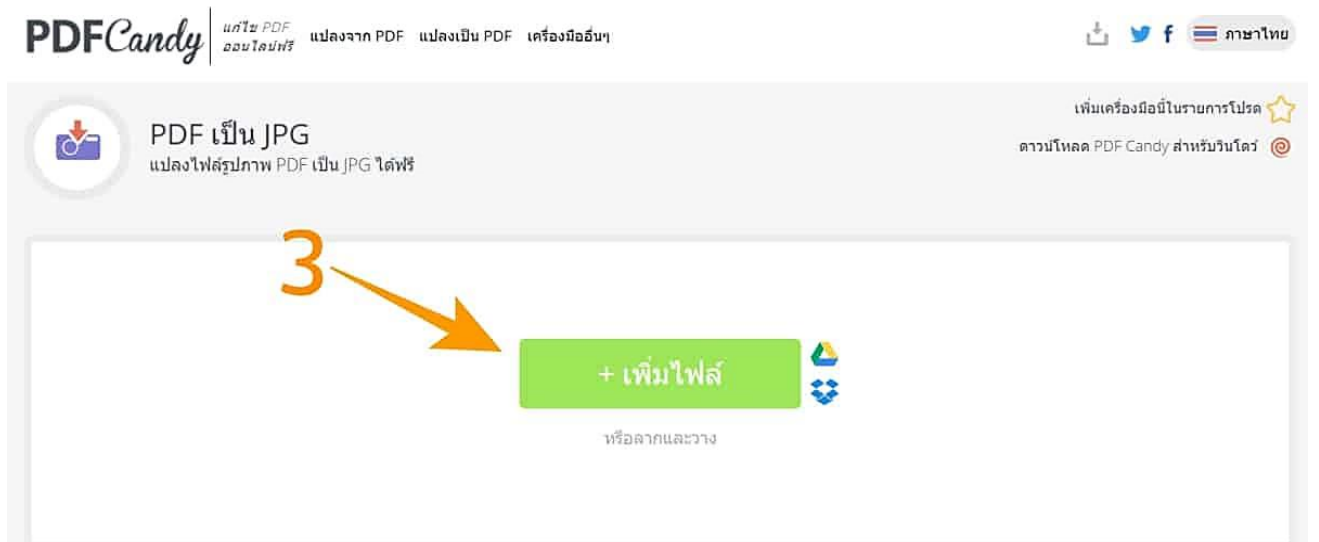 PDFCandy
แก้ไข PDF
ออนไลน์ฟรี
แปลงจาก PDF แปลงเป็น PDF เครื่องมืออื่นๆ
f ภาษาไทย
เพิ่มเครื่องมือนี้ในรายการโปรด
PDF เป็น JPG
ดาวน์โหลด PDF Candy สำหรับวินโดว์
แปลงไฟล์รูปภาพ PDF เป็น JPG ได้ฟรี
3
+ เพิ่มไฟล์
หรือลากและวาง